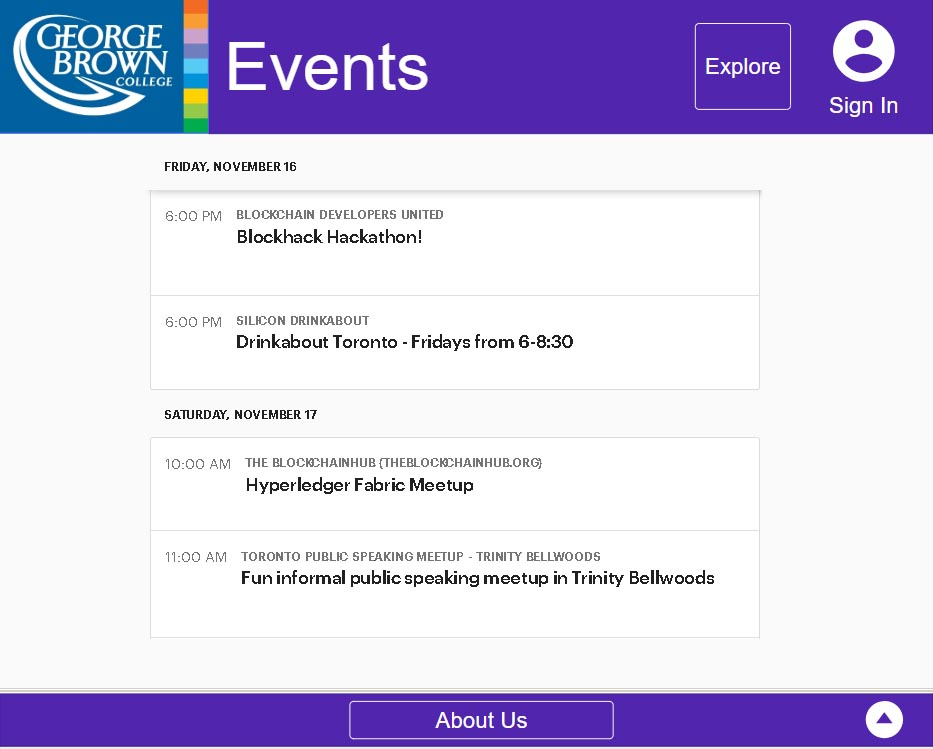 GEORGE
BROWN
COLLEGE
Events
Explore
Sign In
FRIDAY, NOVEMBER 16
6:00 PM BLOCKCHAIN DEVELOPERS UNITED
Blockhack Hackathon!
6:00 PM SILICON DRINKABOUT
Drinkabout Toronto - Fridays from 6-8:30
SATURDAY, NOVEMBER 17
10:00 AM THE BLOCKCHAINHUB (THEBLOCKCHAINHUB.ORG)
Hyperledger Fabric Meetup
11:00 AM TORONTO PUBLIC SPEAKING MEETUP - TRINITY BELLWOODS
Fun informal public speaking meetup in Trinity Bellwoods
About Us